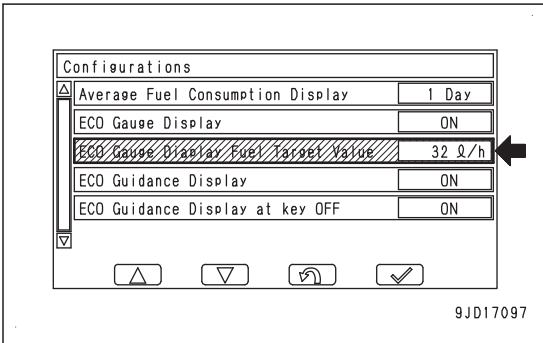 Configurations
Average Fuel Consumption Display 1 Day
ECO Gauge Display ON
ECO Gauge Diaplay Fuel Target Value 32 ℓ/h
ECO Guidance Display ON
ECO Guidance Display at key OFF ON
9JD17097